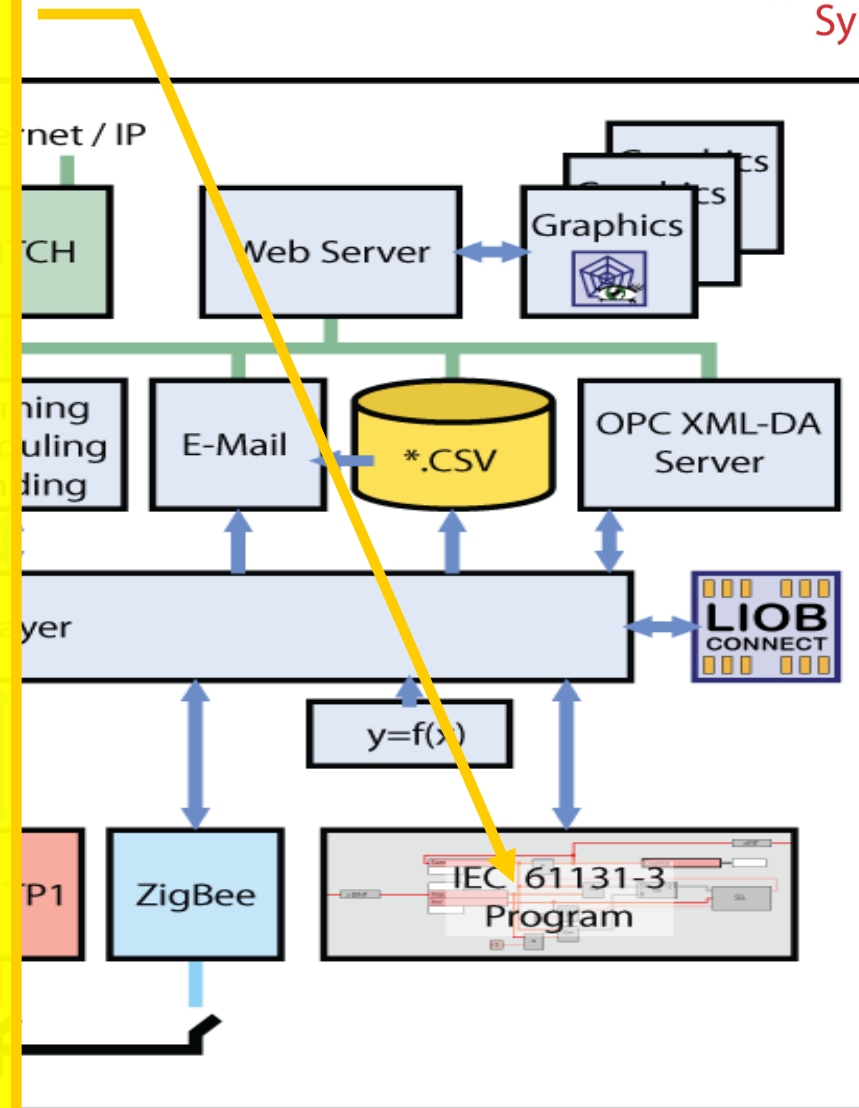 Sy
rnet / IP
TCH
Web Server
Graphics
ning
uling
ding
E-Mail
*.CSV
OPC XML-DA
Server
ayer
LIOB
CONNECT
y=f(x)
TP1
ZigBee
IEC 61131-3
Program